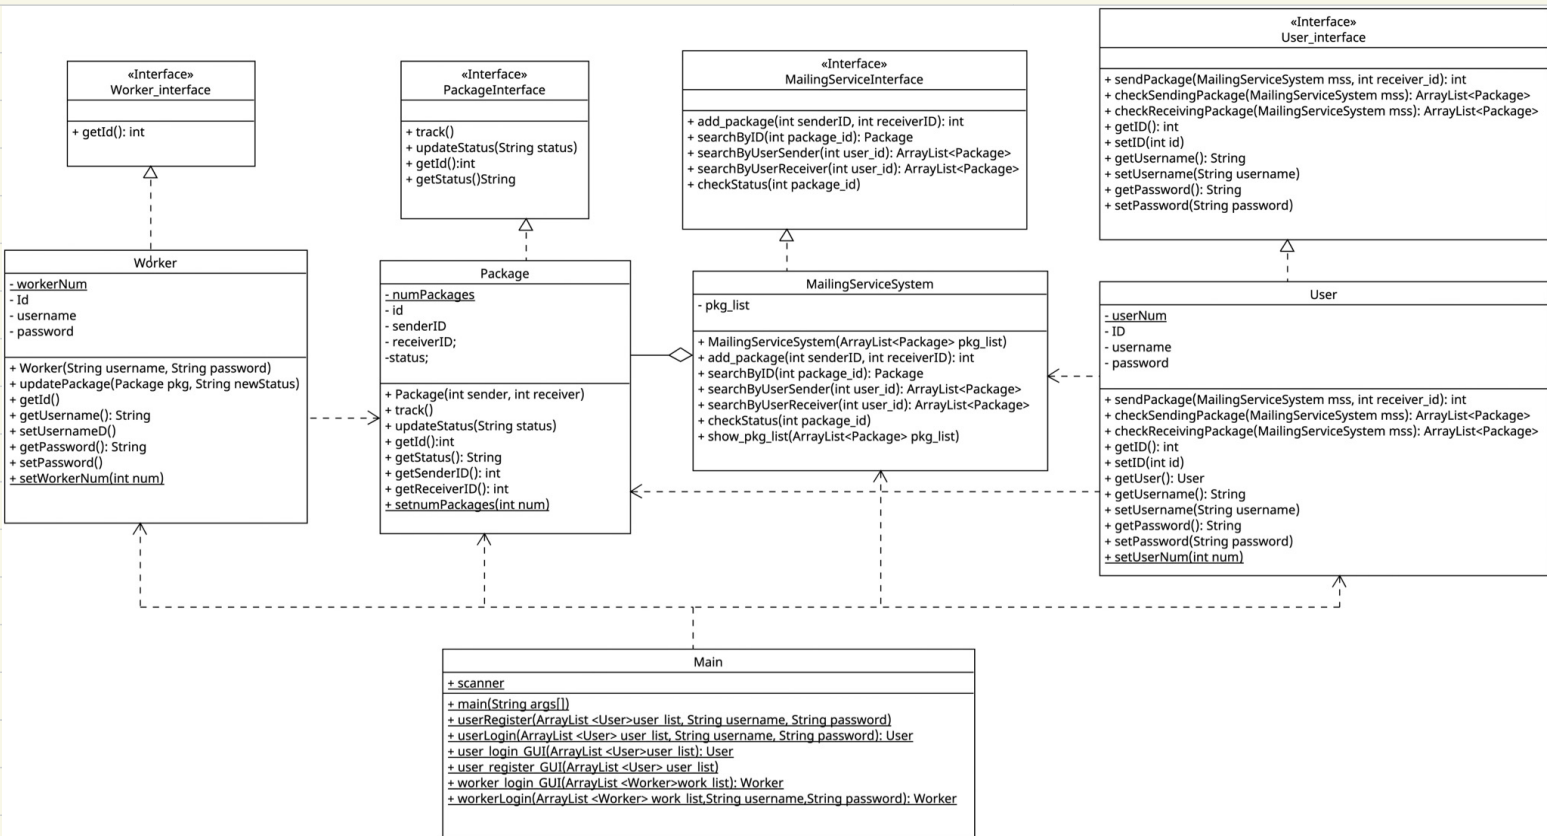 «Interface»
Worker_interface
+ getId(): int
«Interface»
PackageInterface
+ track()
+ updateStatus(String status)
+ getId():int
+ getStatus()String
«Interface»
MailingServiceInterface
+ add_package(int senderID, int receiverID): int
+ searchByID(int package_id): Package
+ searchByUserSender(int user_id): ArrayList<Package>
+ searchByUserReceiver(int user_id): ArrayList<Package>
+ checkStatus(int package_id)
«Interface»
User_interface
+ sendPackage(MailingServiceSystem mss, int receiver_id): int
+ checkSendingPackage(MailingServiceSystem mss): ArrayList<Package>
+ checkReceivingPackage(MailingServiceSystem mss): ArrayList<Package>
+ getID(): int
+ setID(int id)
+ getUsername(): String
+ setUsername(String username)
+ getPassword(): String
+ setPassword(String password)
Worker
- workerNum
- Id
- username
- password
+ Worker(String username, String password)
+ updatePackage(Package pkg, String newStatus)
+ getId()
+ getUsername(): String
+ setUsernameD()
+ getPassword(): String
+ setPassword()
+ setWorkerNum(int num)
Package
- numPackages
- id
- senderID
- receiverID;
-status;
+ Package(int sender, int receiver)
+ track()
+ updateStatus(String status)
+ getId():int
+ getStatus(): String
+ getSenderID(): int
+ getReceiverID(): int
+ setnumPackages(int num)
MailingServiceSystem
- pkg_list
+ MailingServiceSystem(ArrayList<Package> pkg_list)
+ add_package(int senderID, int receiverID): int
+ searchByID(int package_id): Package
+ searchByUserSender(int user_id): ArrayList<Package>
+ searchByUserReceiver(int user_id): ArrayList<Package>
+ checkStatus(int package_id)
+ show_pkg_list(ArrayList<Package> pkg_list)
User
- userNum
- ID
- username
- password
+ sendPackage(MailingServiceSystem mss, int receiver_id): int
+ checkSendingPackage(MailingServiceSystem mss): ArrayList<Package>
+ checkReceivingPackage(MailingServiceSystem mss): ArrayList<Package>
+ getID(): int
+ setID(int id)
+ getUser(): User
+ getUsername(): String
+ setUsername(String username)
+ getPassword(): String
+ setPassword(String password)
+ setUserNum(int num)
Main
+ scanner
+ main(String args[])
+ userRegister(ArrayList <User>user_list, String username, String password)
+ userLogin(ArrayList <User> user_list, String username, String password): User
+ user_login_GUI(ArrayList <User>user_list): User
+ user_register_GUI(ArrayList <User> user_list)
+ worker_login_GUI(ArrayList <Worker>work_list): Worker
+ workerLogin(ArrayList <Worker> work_list,String username,String password): Worker